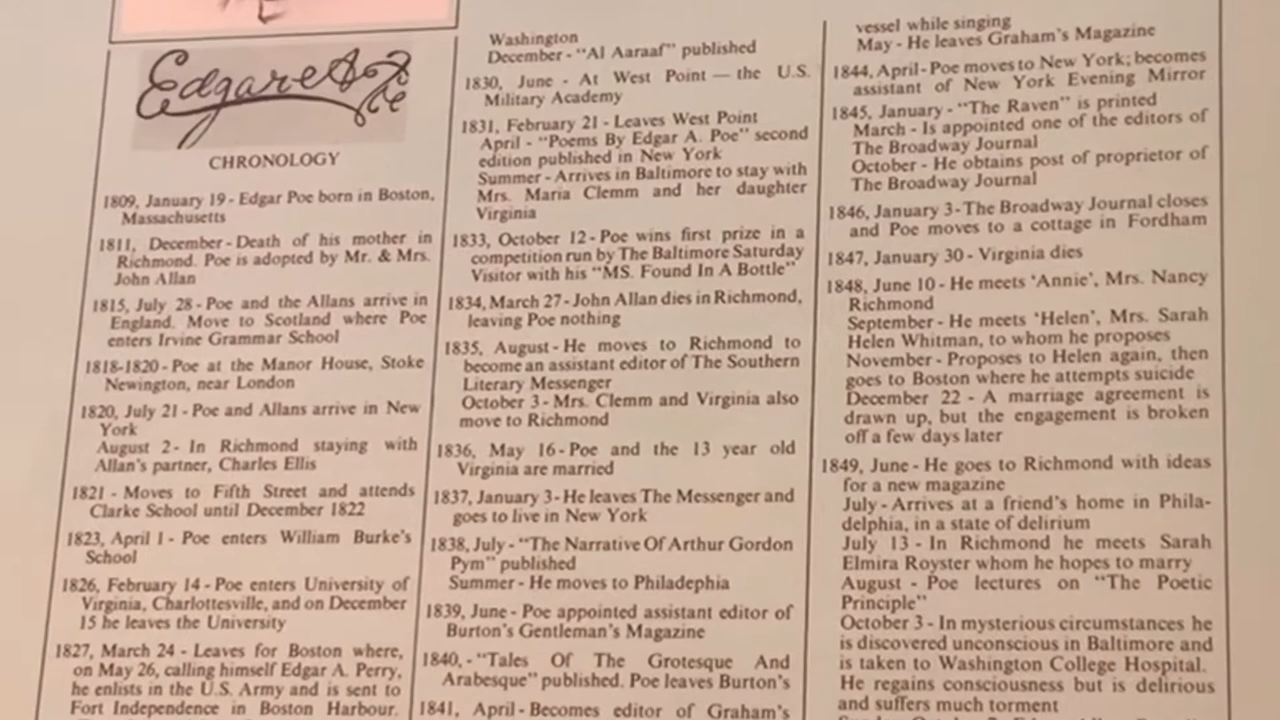 Edgar A Poe
CHRONOLOGY
1809, January 19 - Edgar Poe born in Boston,
Massachusetts
1811, December - Death of his mother in
Richmond. Poe is adopted by Mr. & Mrs.
John Allan
1815, July 28 - Poe and the Allans arrive in
England. Move to Scotland where Poe
enters Irvine Grammar School
1818-1820 - Poe at the Manor House, Stoke
Newington, near London
1820, July 21 - Poe and Allans arrive in New
York
August 2 - In Richmond staying with
Allan's partner, Charles Ellis
1821 - Moves to Fifth Street and attends
Clarke School until December 1822
1823, April 1 - Poe enters William Burke's
School
1826, February 14 - Poe enters University of
Virginia, Charlottesville, and on December
15 he leaves the University
1827, March 24 - Leaves for Boston where,
on May 26, calling himself Edgar A. Perry,
he enlists in the U.S. Army and is sent to
Fort Independence in Boston Harbour.
Washington
December - "Al Aaraaf" published
1830, June - At West Point — the U.S.
Military Academy
1831, February 21 - Leaves West Point
April - "Poems By Edgar A. Poe" second
edition published in New York
Summer - Arrives in Baltimore to stay with
Mrs. Maria Clemm and her daughter
Virginia
1833, October 12 - Poe wins first prize in a
competition run by The Baltimore Saturday
Visitor with his "MS. Found In A Bottle"
1834, March 27 - John Allan dies in Richmond,
leaving Poe nothing
1835, August - He moves to Richmond to
become an assistant editor of The Southern
Literary Messenger
October 3 - Mrs. Clemm and Virginia also
move to Richmond
1836, May 16 - Poe and the 13 year old
Virginia are married
1837, January 3 - He leaves The Messenger and
goes to live in New York
1838, July - "The Narrative Of Arthur Gordon
Pym" published
Summer - He moves to Philadephia
1839, June - Poe appointed assistant editor of
Burton's Gentleman's Magazine
1840, - "Tales Of The Grotesque And
Arabesque" published. Poe leaves Burton's
1841, April - Becomes editor of Graham's
vessel while singing
May - He leaves Graham's Magazine
1844, April - Poe moves to New York; becomes
assistant of New York Evening Mirror
1845, January - "The Raven" is printed
March - Is appointed one of the editors of
The Broadway Journal
October - He obtains post of proprietor of
The Broadway Journal
1846, January 3 - The Broadway Journal closes
and Poe moves to a cottage in Fordham
1847, January 30 - Virginia dies
1848, June 10 - He meets 'Annie', Mrs. Nancy
Richmond
September - He meets 'Helen', Mrs. Sarah
Helen Whitman, to whom he proposes
November - Proposes to Helen again, then
goes to Boston where he attempts suicide
December 22 - A marriage agreement is
drawn up, but the engagement is broken
off a few days later
1849, June - He goes to Richmond with ideas
for a new magazine
July - Arrives at a friend's home in Phila-
delphia, in a state of delirium
July 13 - In Richmond he meets Sarah
Elmira Royster whom he hopes to marry
August - Poe lectures on "The Poetic
Principle"
October 3 - In mysterious circumstances he
is discovered unconscious in Baltimore and
is taken to Washington College Hospital.
He regains consciousness but is delirious
and suffers much torment